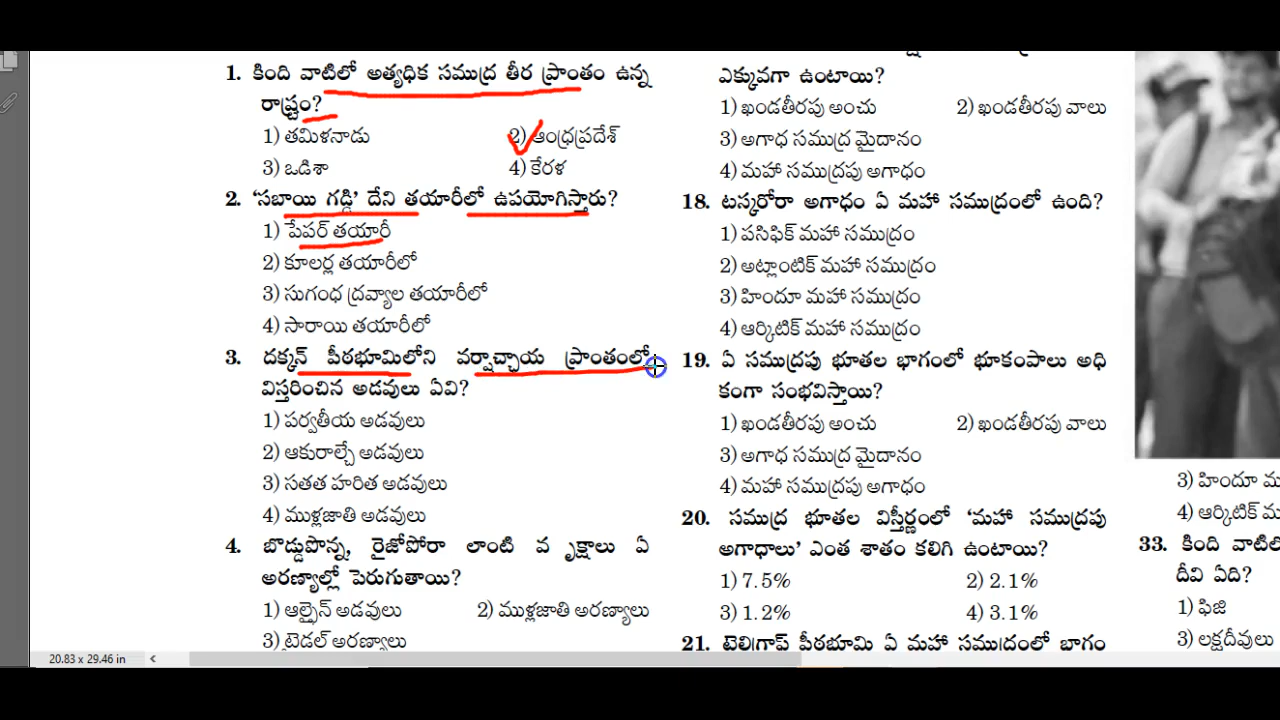 1. కింది వాటిలో అత్యధిక సముద్ర తీర ప్రాంతం ఉన్న
రాష్ట్రం?
1) తమిళనాడు 2) ఆంధ్రప్రదేశ్
3) ఒడిశా 4) కేరళ
2. ‘సబాయి గడ్డి’ దేని తయారీలో ఉపయోగిస్తారు?
1) పేపర్ తయారీ
2) కూలర్ల తయారీలో
3) సుగంధ ద్రవ్యాల తయారీలో
4) సారాయి తయారీలో
3. దక్కన్ పీఠభూమిలోని వర్షాచ్ఛాయ ప్రాంతంలో
విస్తరించిన అడవులు ఏవి?
1) పర్వతీయ అడవులు
2) ఆకురాల్చే అడవులు
3) సతత హరిత అడవులు
4) ముళ్లజాతి అడవులు
4. బొడ్డుపొన్న, రైజోపోరా లాంటి వ ృక్షాలు ఏ
అరణ్యాల్లో పెరుగుతాయి?
1) ఆల్ఫైన్ అడవులు 2) ముళ్లజాతి అరణ్యాలు
3) టైడల్ అరణ్యాలు
ఎక్కువగా ఉంటాయి?
1) ఖండతీరపు అంచు 2) ఖండతీరపు వాలు
3) అగాధ సముద్ర మైదానం
4) మహా సముద్రపు అగాధం
18. టస్కరోరా అగాధం ఏ మహా సముద్రంలో ఉంది?
1) పసిఫిక్ మహా సముద్రం
2) అట్లాంటిక్ మహా సముద్రం
3) హిందూ మహా సముద్రం
4) ఆర్కిటిక్ మహా సముద్రం
19. ఏ సముద్రపు భూతల భాగంలో భూకంపాలు అధి
కంగా సంభవిస్తాయి?
1) ఖండతీరపు అంచు 2) ఖండతీరపు వాలు
3) అగాధ సముద్ర మైదానం
4) మహా సముద్రపు అగాధం
20. సముద్ర భూతల విస్తీర్ణంలో ‘మహా సముద్రపు
అగాధాలు’ ఎంత శాతం కలిగి ఉంటాయి?
1) 7.5% 2) 2.1%
3) 1.2% 4) 3.1%
21. టెలిగ్రాఫ్ పీఠభూమి ఏ మహా సముద్రంలో భాగం
3) హిందూ
4) ఆర్కిటిక్
33. కింది
దీవి ఏది?
1) ఫిజి
3) లక్షదీవులు
20.83 x 29.46 in